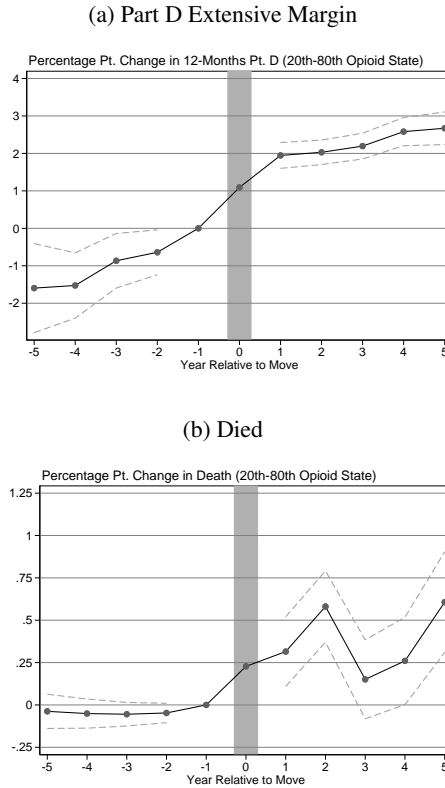 (a) Part D Extensive Margin
Percentage Pt. Change in 12-Months Pt. D (20th-80th Opioid State)
4
3
2
1
0
-1
-2
-5 -4 -3 -2 -1 0 1 2 3 4 5
Year Relative to Move
(b) Died
Percentage Pt. Change in Death (20th-80th Opioid State)
1.25
1
.75
.5
.25
0
-.25
-5 -4 -3 -2 -1 0 1 2 3 4 5
Year Relative to Move